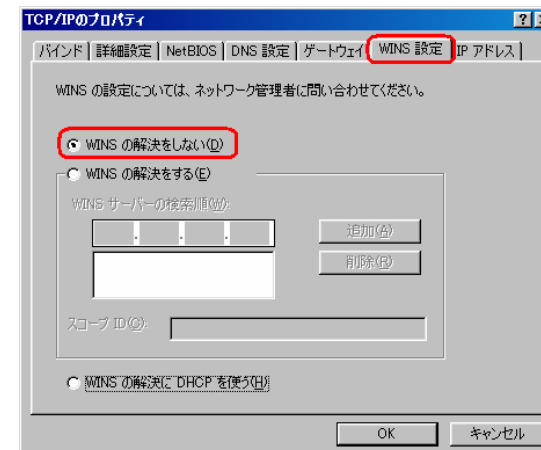 TCP/IPのプロパティ
バインド 詳細設定 NetBIOS DNS 設定 ゲートウェイ WINS 設定 IP アドレス
WINS の設定については、ネットワーク管理者に問い合わせてください。
WINS の解決をしない(D)
WINS の解決をする(E)
WINS サーバーの検索順(W):
追加(A)
削除(R)
スコープ ID(C):
WINS の解決に DHCP を使う(H)
OK キャンセル